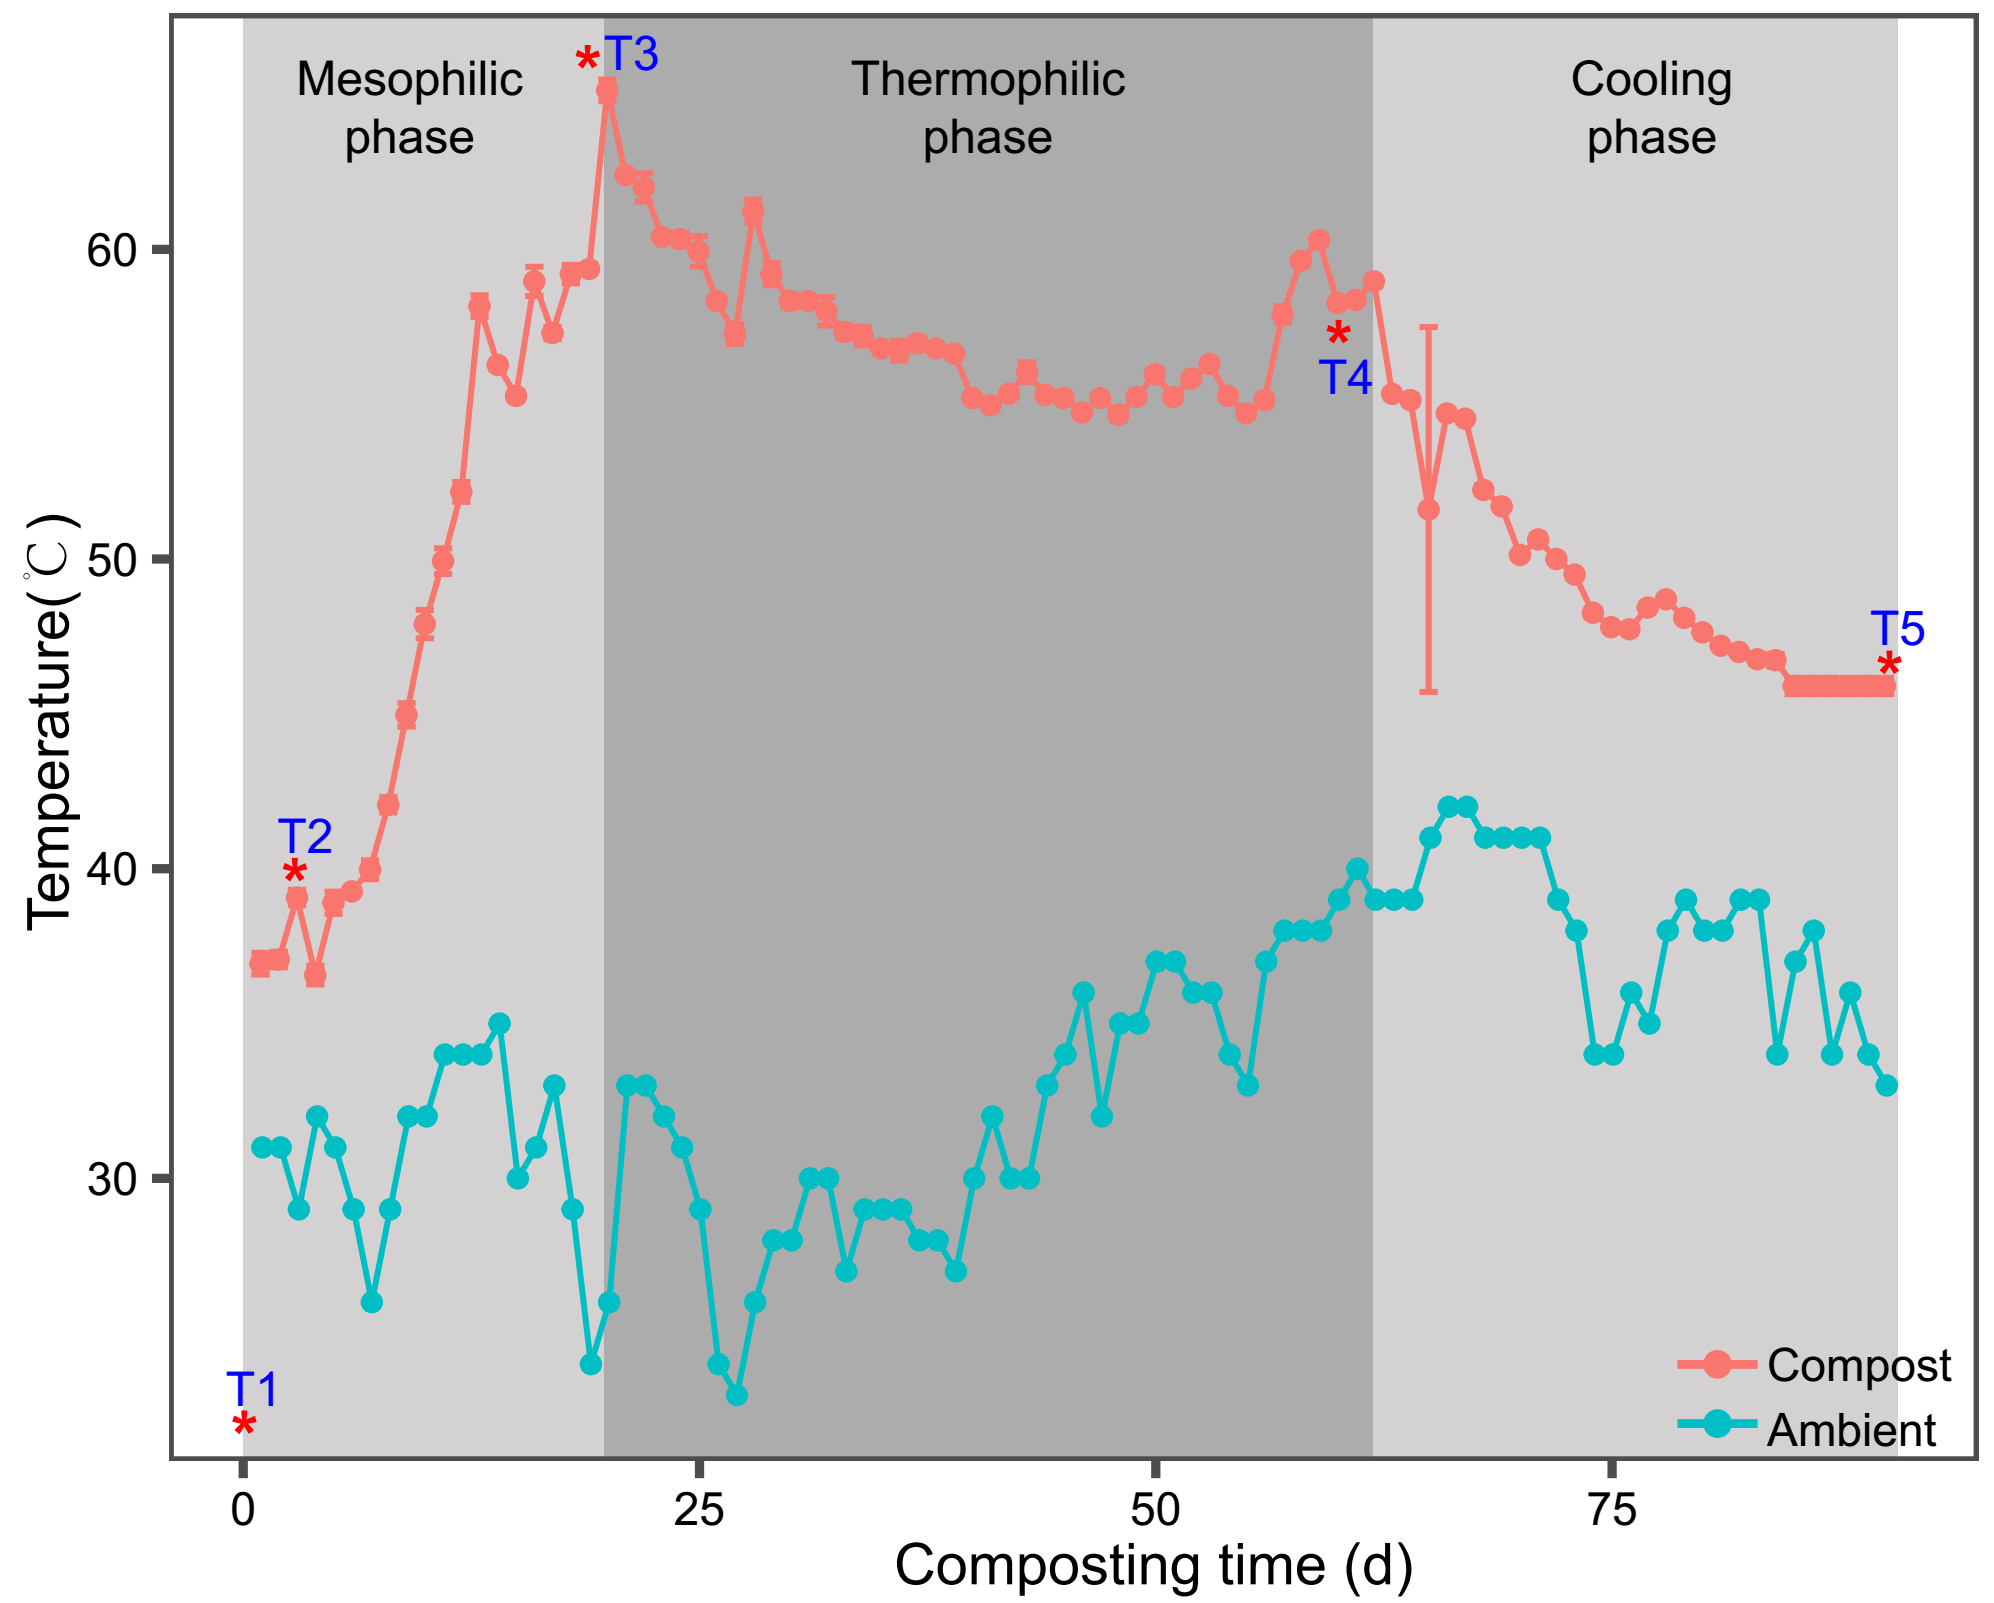 Mesophilic
phase
Thermophilic
phase
Cooling
phase
* T3
60
50
40
30
Temperature(℃)
T2
*
*
T4
T5
*
T1
*
Compost
Ambient
0
25
50
75
Composting time (d)